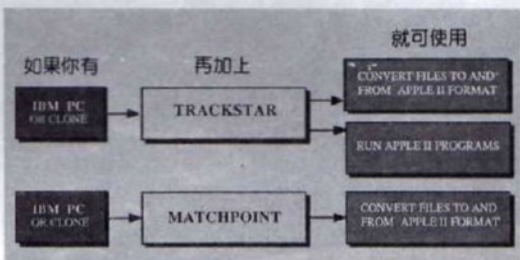 如果你有
再加上
就可使用
IBM PC
OR CLONE
TRACKSTAR
CONVERT FILES TO AND
FROM APPLE II FORMAT
RUN APPLE II PROGRAMS
IBM PC
OR CLONE
MATCHPOINT
CONVERT FILES TO AND
FROM APPLE II FORMAT